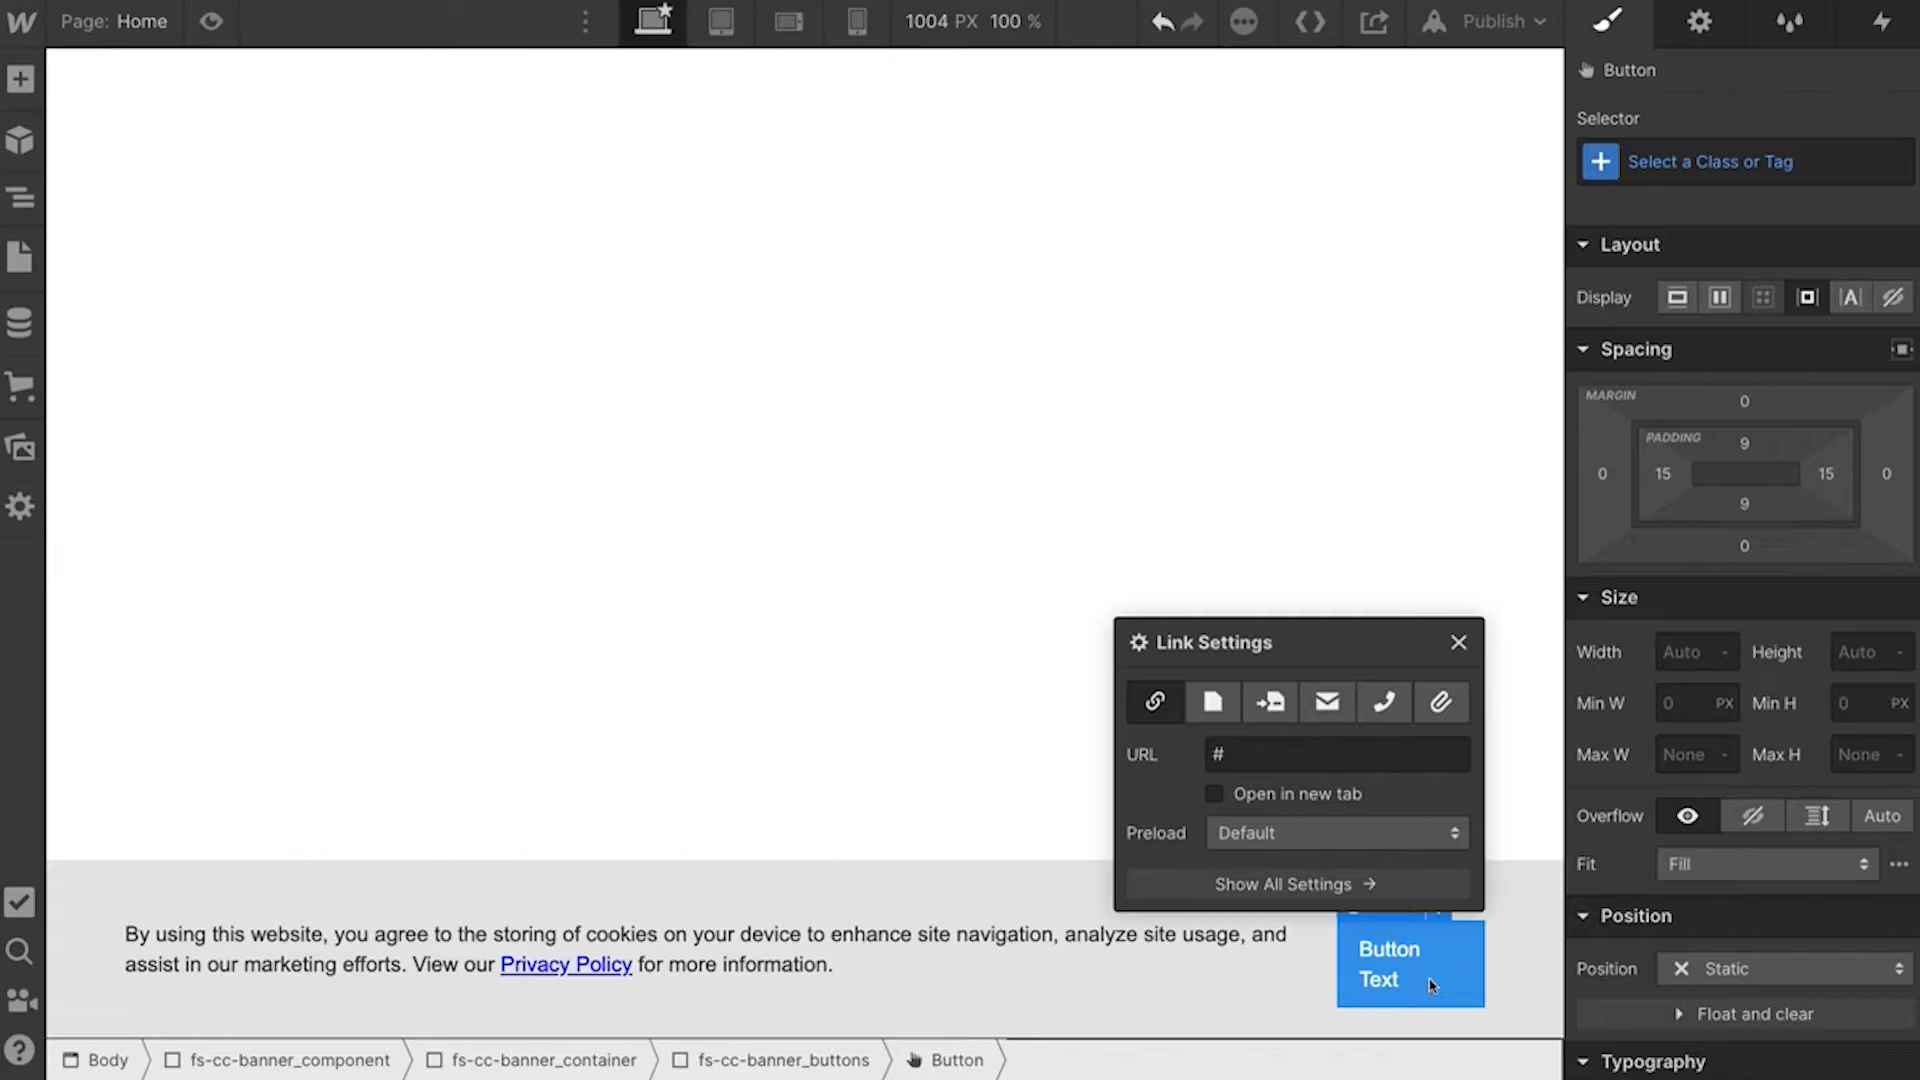 Page: Home
1004 PX 100 %
Publish
Button
Selector
Select a Class or Tag
Layout
Display
Spacing
MARGIN
0
PADDING
9
0
15
15
0
9
0
Size
Width
Auto
-
Height
Auto
-
Min W
0
PX
Min H
0
PX
Max W
None
-
Max H
None
-
Overflow
Auto
Fit
Fill
Position
Position
Static
Float and clear
Typography
Link Settings
URL
#
Open in new tab
Preload
Default
Show All Settings
By using this website, you agree to the storing of cookies on your device to enhance site navigation, analyze site usage, and
assist in our marketing efforts. View our Privacy Policy for more information.
Button
Text
Body
fs-cc-banner_component
fs-cc-banner_container
fs-cc-banner_buttons
Button